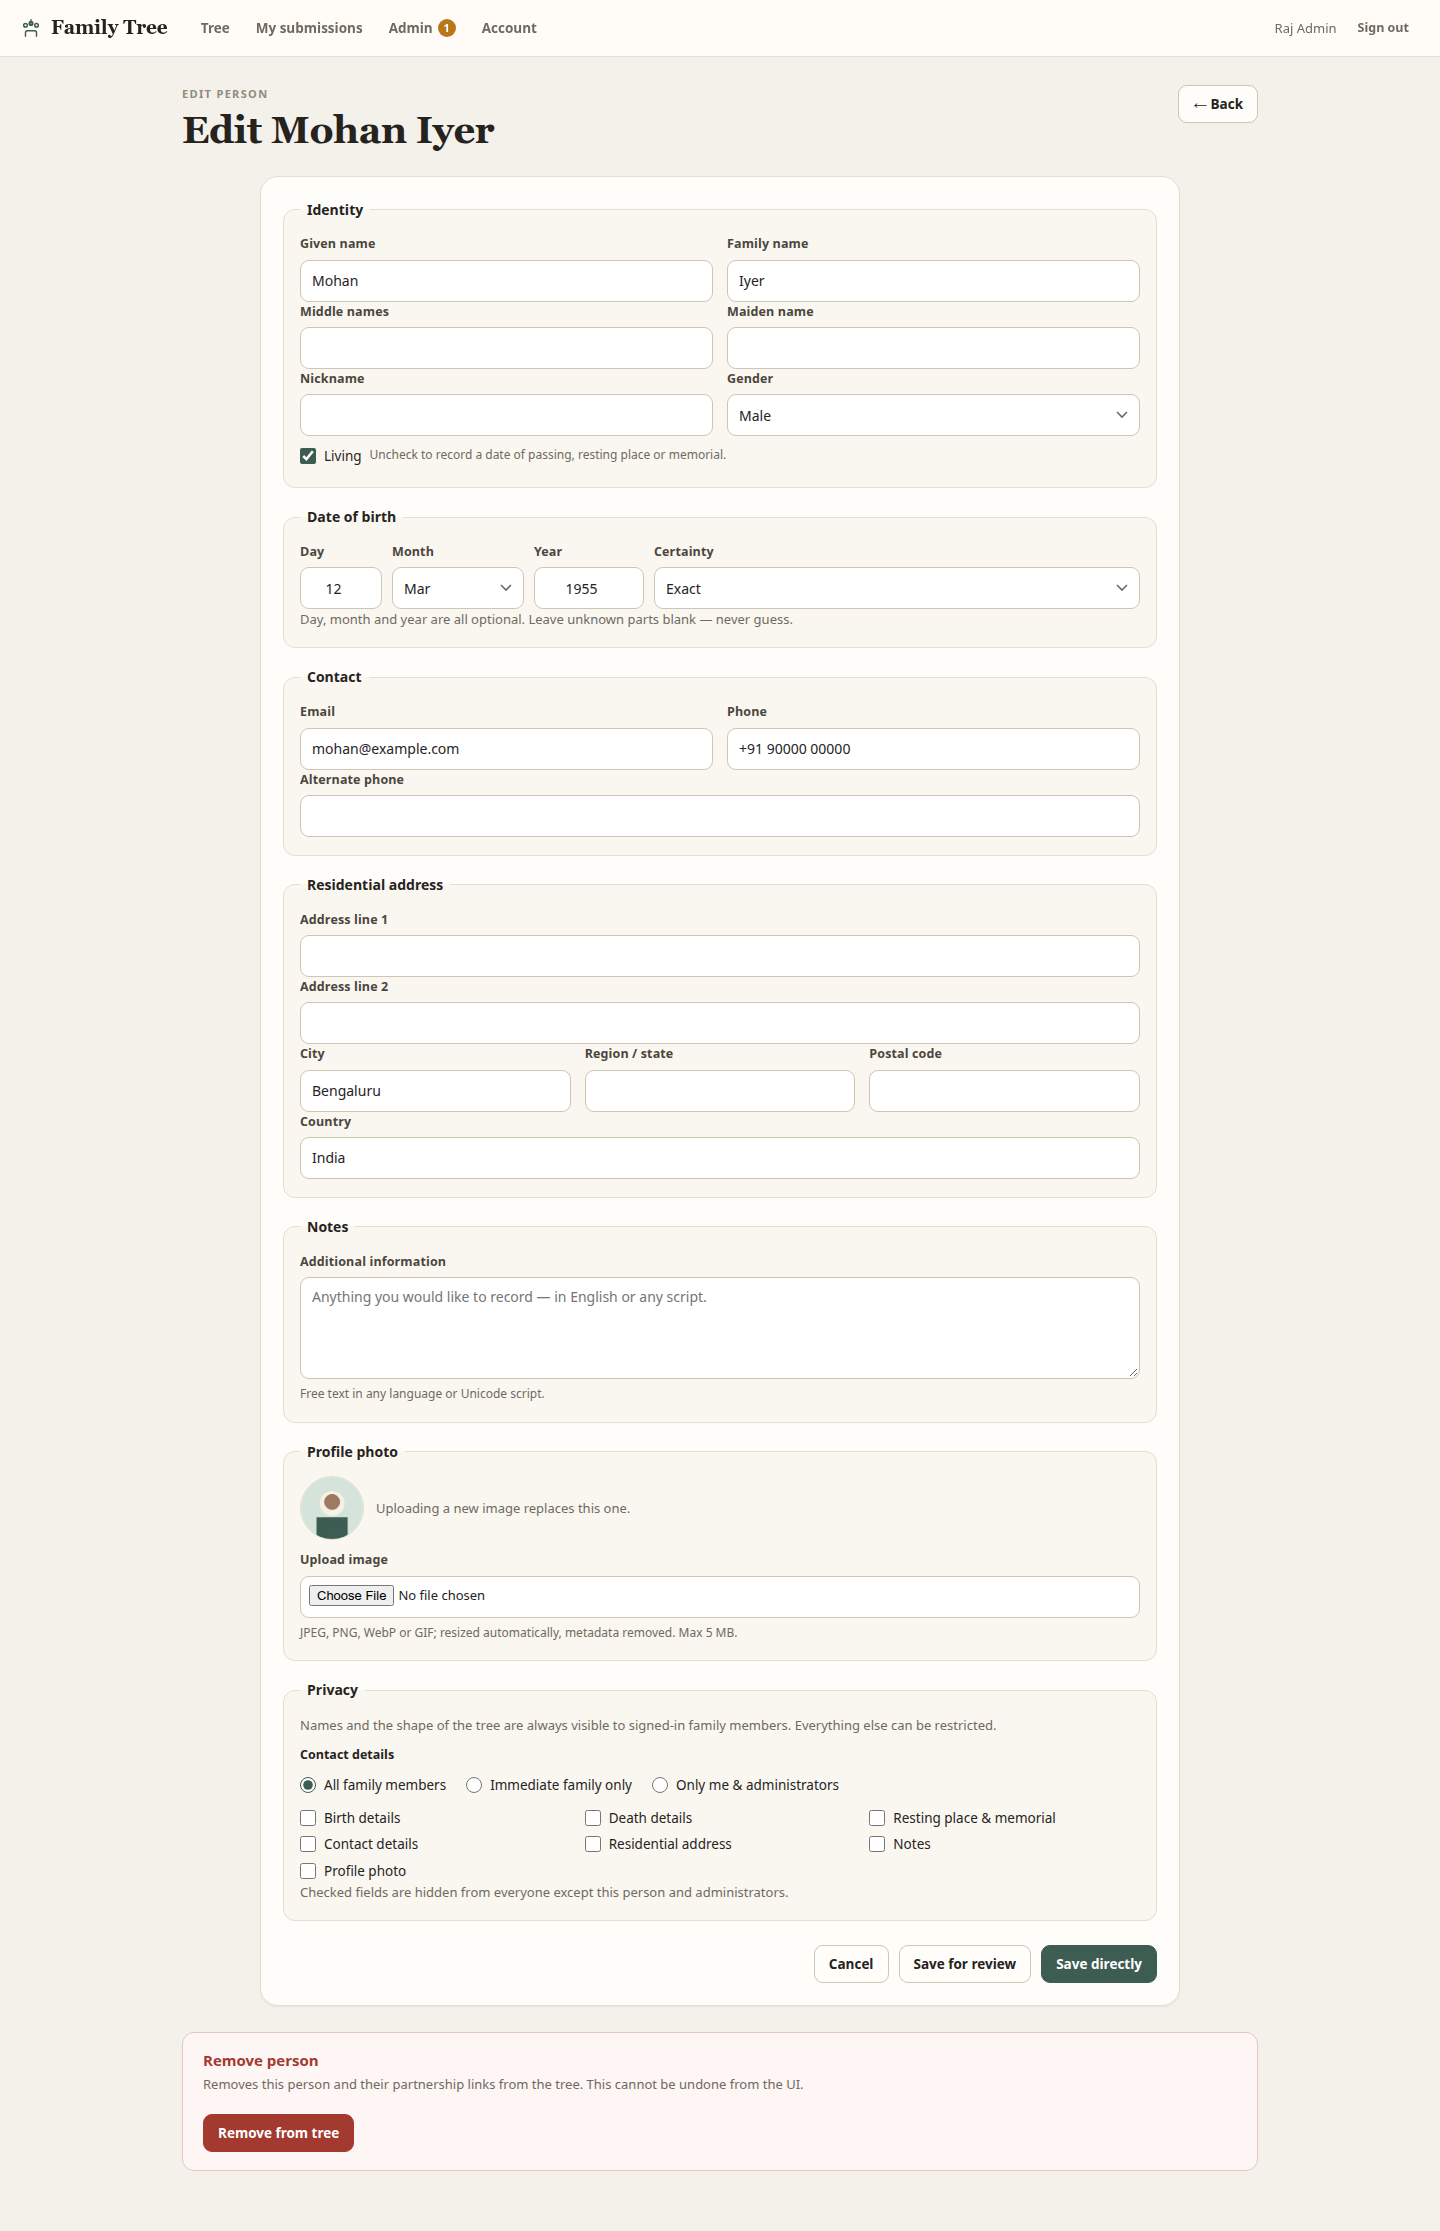 Family Tree Tree My submissions Admin 1 Account Raj Admin Sign out
EDIT PERSON
Edit Mohan Iyer
← Back
Identity
Given name Family name
Mohan Iyer
Middle names Maiden name
Nickname Gender
Male
Living Uncheck to record a date of passing, resting place or memorial.
Date of birth
Day Month Year Certainty
12 Mar 1955 Exact
Day, month and year are all optional. Leave unknown parts blank — never guess.
Contact
Email Phone
mohan@example.com +91 90000 00000
Alternate phone
Residential address
Address line 1
Address line 2
City Region / state Postal code
Bengaluru
Country
India
Notes
Additional information
Anything you would like to record — in English or any script.
Free text in any language or Unicode script.
Profile photo
Uploading a new image replaces this one.
Upload image
Choose File No file chosen
JPEG, PNG, WebP or GIF; resized automatically, metadata removed. Max 5 MB.
Privacy
Names and the shape of the tree are always visible to signed-in family members. Everything else can be restricted.
Contact details
All family members Immediate family only Only me & administrators
Birth details Death details Resting place & memorial
Contact details Residential address Notes
Profile photo
Checked fields are hidden from everyone except this person and administrators.
Cancel Save for review Save directly
Remove person
Removes this person and their partnership links from the tree. This cannot be undone from the UI.
Remove from tree